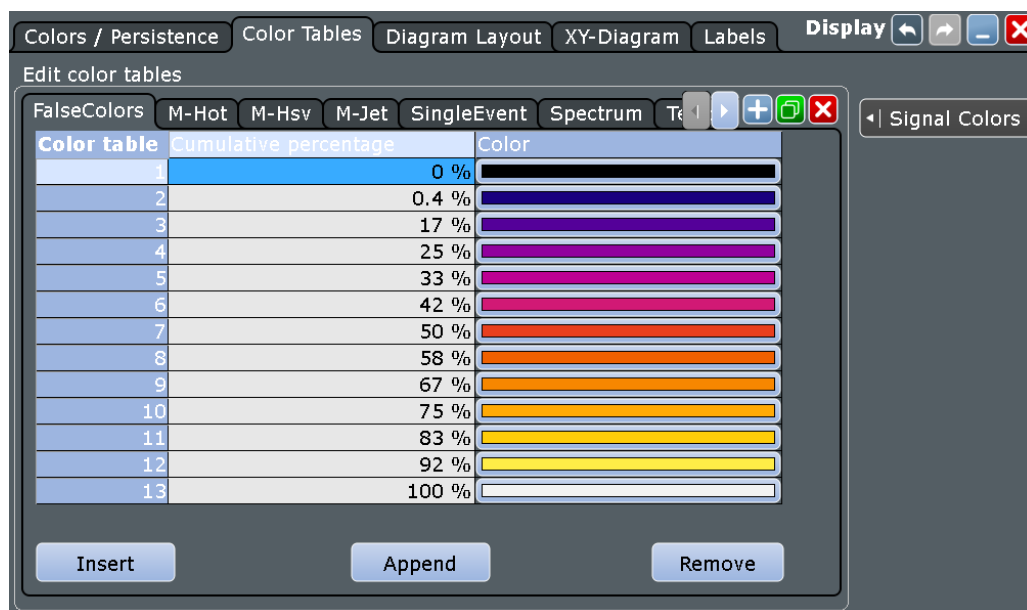 Colors / Persistence Color Tables Diagram Layout XY-Diagram Labels Display
Edit color tables
FalseColors M-Hot M-Hsv M-Jet SingleEvent Spectrum
Signal Colors
Color table Cumulative percentage Color
1 0 %
2 0.4 %
3 17 %
4 25 %
5 33 %
6 42 %
7 50 %
8 58 %
9 67 %
10 75 %
11 83 %
12 92 %
13 100 %
Insert Append Remove